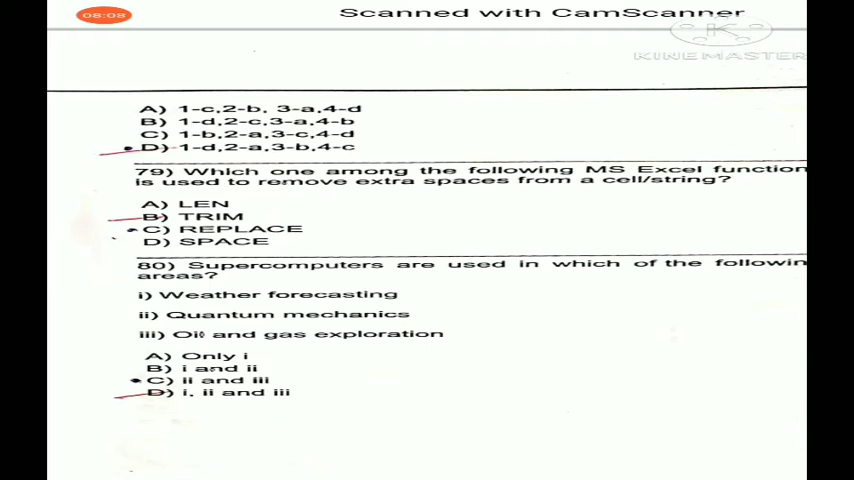 08:08
Scanned with CamScanner
K
KINEMASTER
A) 1-c,2-b, 3-a,4-d
B) 1-d,2-c,3-a,4-b
C) 1-b,2-a,3-c,4-d
D) 1-d,2-a,3-b,4-c
79) Which one among the following MS Excel function
is used to remove extra spaces from a cell/string?
A) LEN
B) TRIM
C) REPLACE
D) SPACE
80) Supercomputers are used in which of the followin
areas?
i) Weather forecasting
ii) Quantum mechanics
iii) Oil and gas exploration
A) Only i
B) i and ii
C) ii and iii
D) i, ii and iii